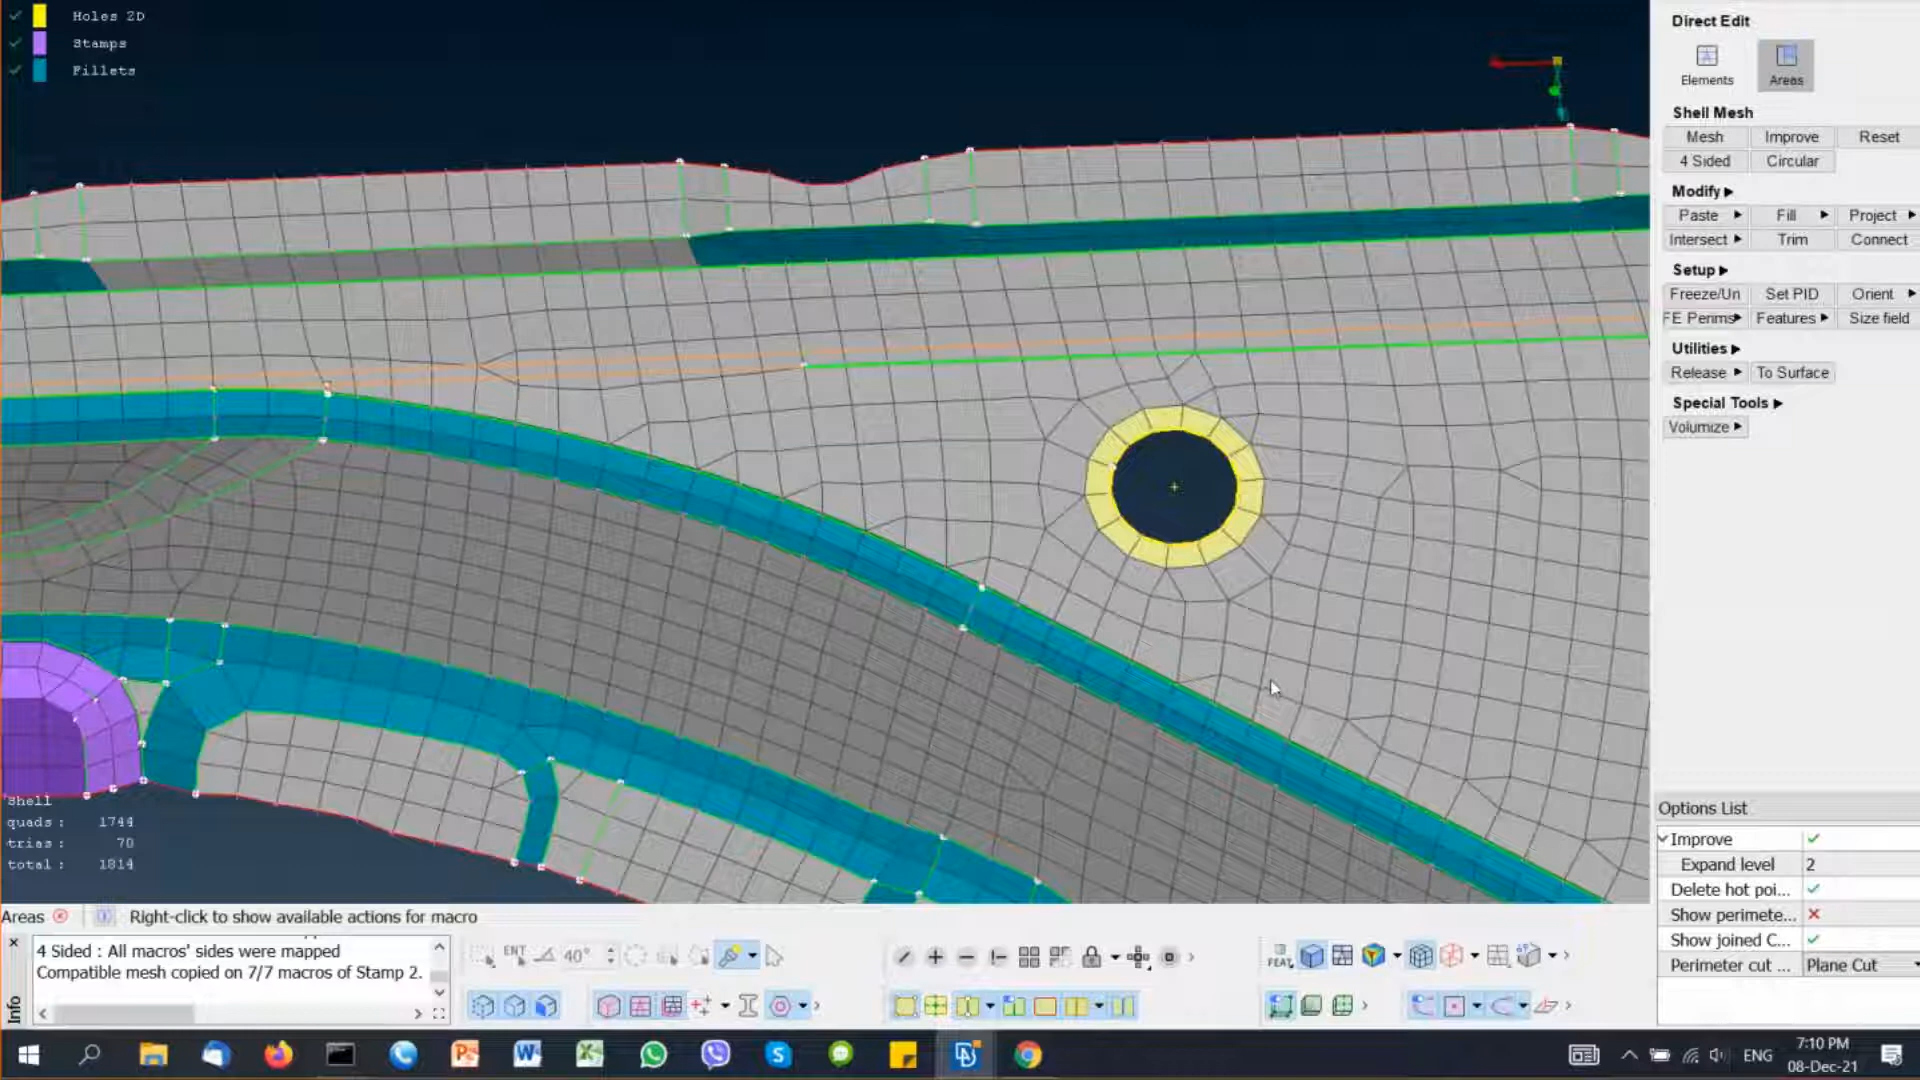 Holes 2D
Stamps
Fillets
Shell
quads : 1744
trias : 70
total : 1814
Direct Edit
Elements
Areas
Shell Mesh
Mesh Improve Reset
4 Sided Circular
Modify
Paste Fill Project
Intersect Trim Connect
Setup
Freeze/Un Set PID Orient
FE Perims Features Size field
Utilities
Release To Surface
Special Tools
Volumize
Options List
Improve
Expand level 2
Delete hot poi...
Show perimete...
Show joined C...
Perimeter cut ... Plane Cut
Areas Right-click to show available actions for macro
4 Sided : All macros' sides were mapped
Compatible mesh copied on 7/7 macros of Stamp 2.
Info
ENT 40°
FEAT.
ENG
7:10 PM
08-Dec-21